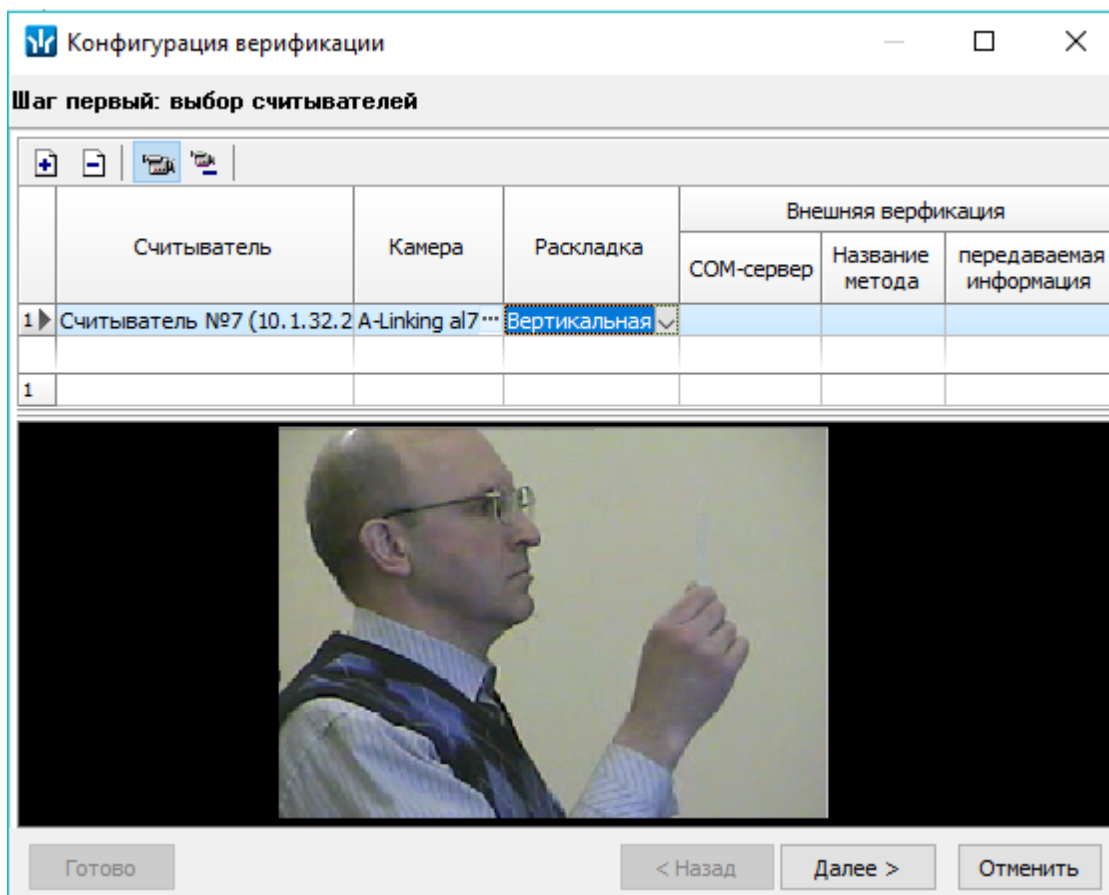 Конфигурация верификации
Шаг первый: выбор считывателей
Считыватель
Камера
Раскладка
Внешняя верфикация
COM-сервер
Название
метода
передаваемая
информация
1 Считыватель №7 (10.1.32.2 A-Linking al7 ... Вертикальная
1
Готово
< Назад
Далее >
Отменить